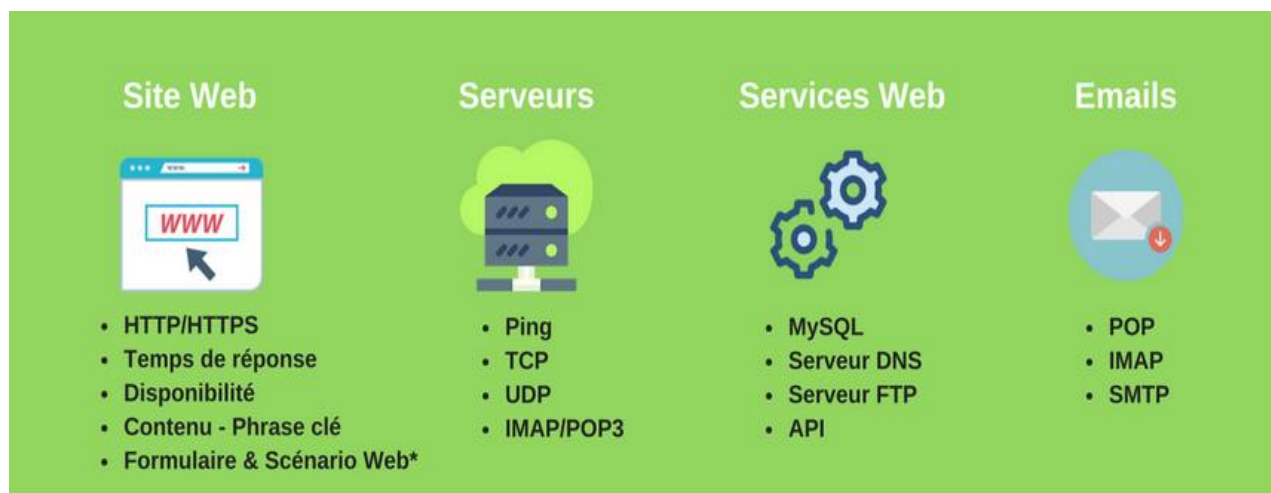 Site Web
www.
WWW
• HTTP/HTTPS
• Temps de réponse
• Disponibilité
• Contenu - Phrase clé
• Formulaire & Scénario Web*
Serveurs
• Ping
• TCP
• UDP
• IMAP/POP3
Services Web
• MySQL
• Serveur DNS
• Serveur FTP
• API
Emails
• POP
• IMAP
• SMTP